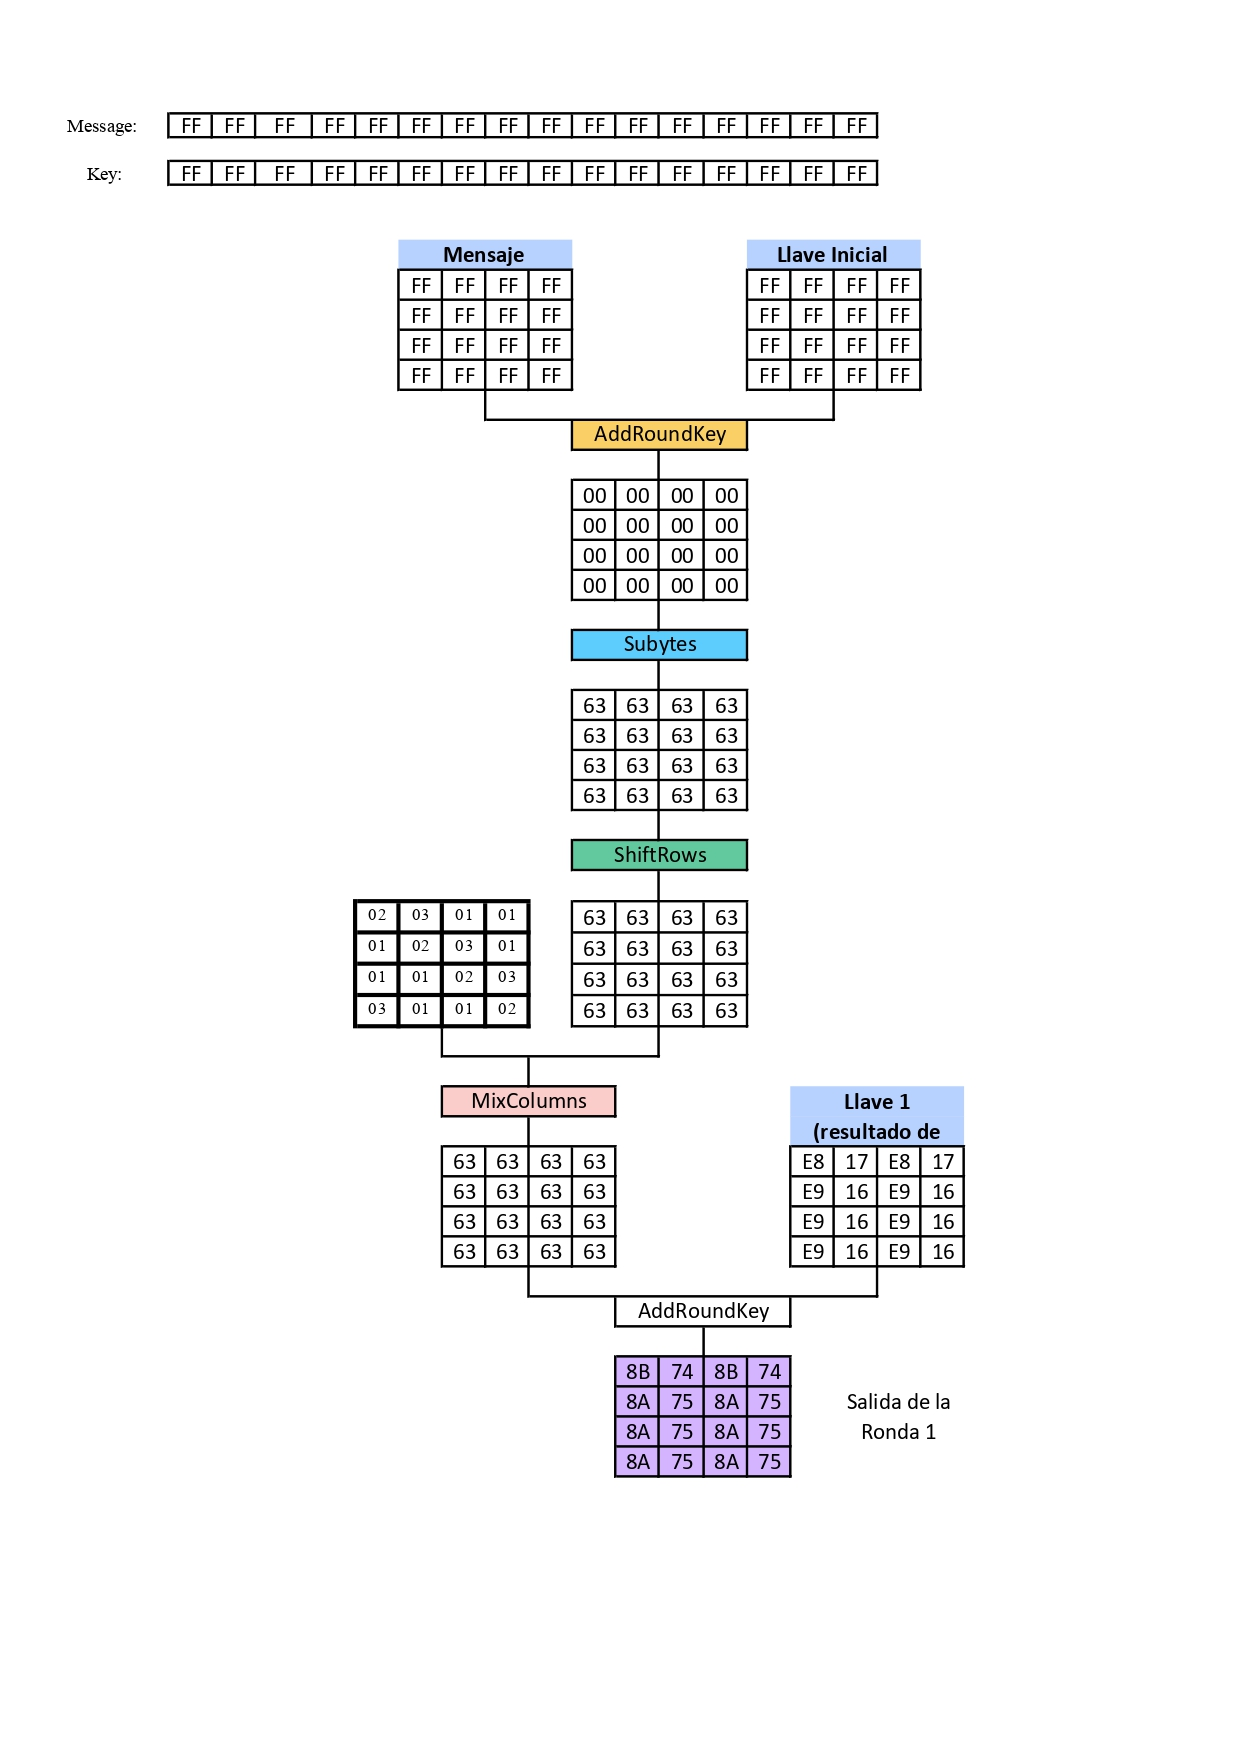 Message: FF FF FF FF FF FF FF FF FF FF FF FF FF FF FF FF
Key: FF FF FF FF FF FF FF FF FF FF FF FF FF FF FF FF
Mensaje Llave Inicial
FF FF FF FF FF FF FF FF
FF FF FF FF FF FF FF FF
FF FF FF FF FF FF FF FF
FF FF FF FF FF FF FF FF
AddRoundKey
00 00 00 00
00 00 00 00
00 00 00 00
00 00 00 00
Subytes
63 63 63 63
63 63 63 63
63 63 63 63
63 63 63 63
ShiftRows
02 03 01 01 63 63 63 63
01 02 03 01 63 63 63 63
01 01 02 03 63 63 63 63
03 01 01 02 63 63 63 63
MixColumns Llave 1
(resultado de
63 63 63 63 E8 17 E8 17
63 63 63 63 E9 16 E9 16
63 63 63 63 E9 16 E9 16
63 63 63 63 E9 16 E9 16
AddRoundKey
8B 74 8B 74
8A 75 8A 75 Salida de la
8A 75 8A 75 Ronda 1
8A 75 8A 75